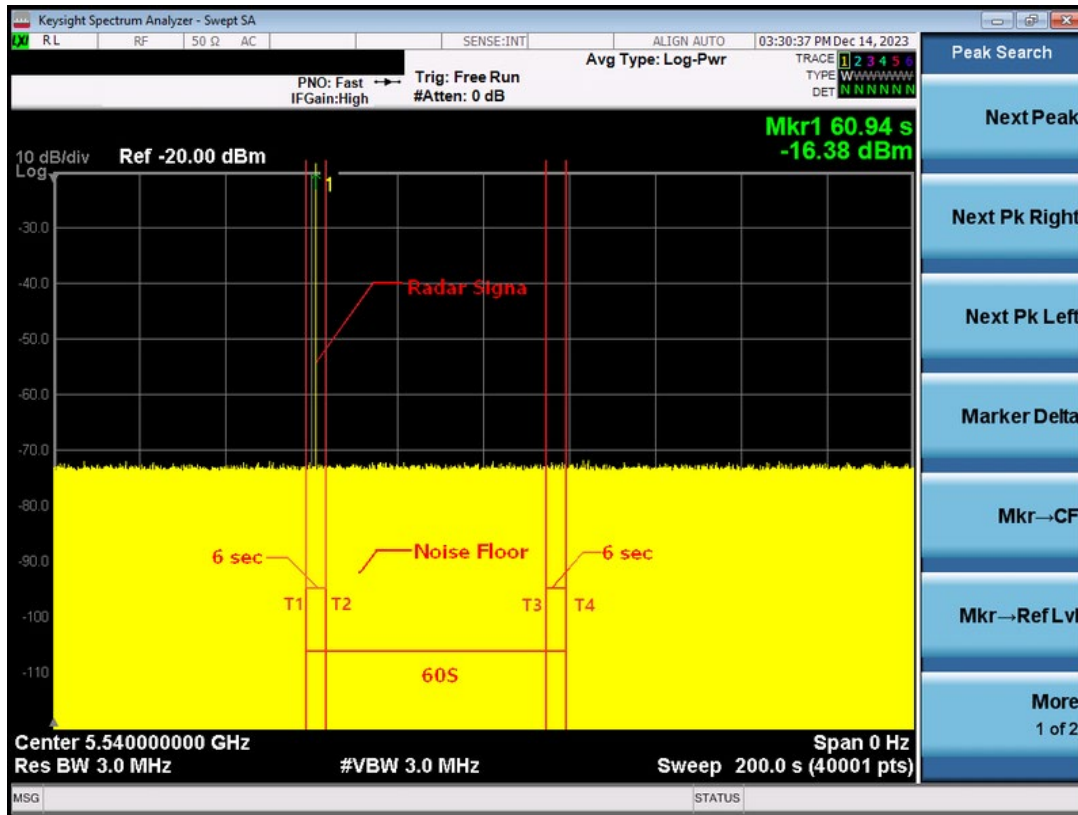 Keysight Spectrum Analyzer - Swept SA
LXI RL RF 50 Ω AC SENSE:INT ALIGN AUTO 03:30:37 PM Dec 14, 2023
PNO: Fast
IFGain:High
Trig: Free Run
#Atten: 0 dB
Avg Type: Log-Pwr
TRACE 1 2 3 4 5 6
TYPE WWWWWW
DET N N N N N N
Mkr1 60.94 s
-16.38 dBm
10 dB/div Ref -20.00 dBm
Log
1
-30.0
-40.0
Radar Signa
-50.0
-60.0
-70.0
-80.0
-90.0
6 sec Noise Floor 6 sec
T1 T2 T3 T4
-100
-110
60S
Center 5.540000000 GHz Span 0 Hz
Res BW 3.0 MHz #VBW 3.0 MHz Sweep 200.0 s (40001 pts)
MSG STATUS
Peak Search
Next Peak
Next Pk Right
Next Pk Left
Marker Delta
Mkr→CF
Mkr→Ref Lvl
More
1 of 2